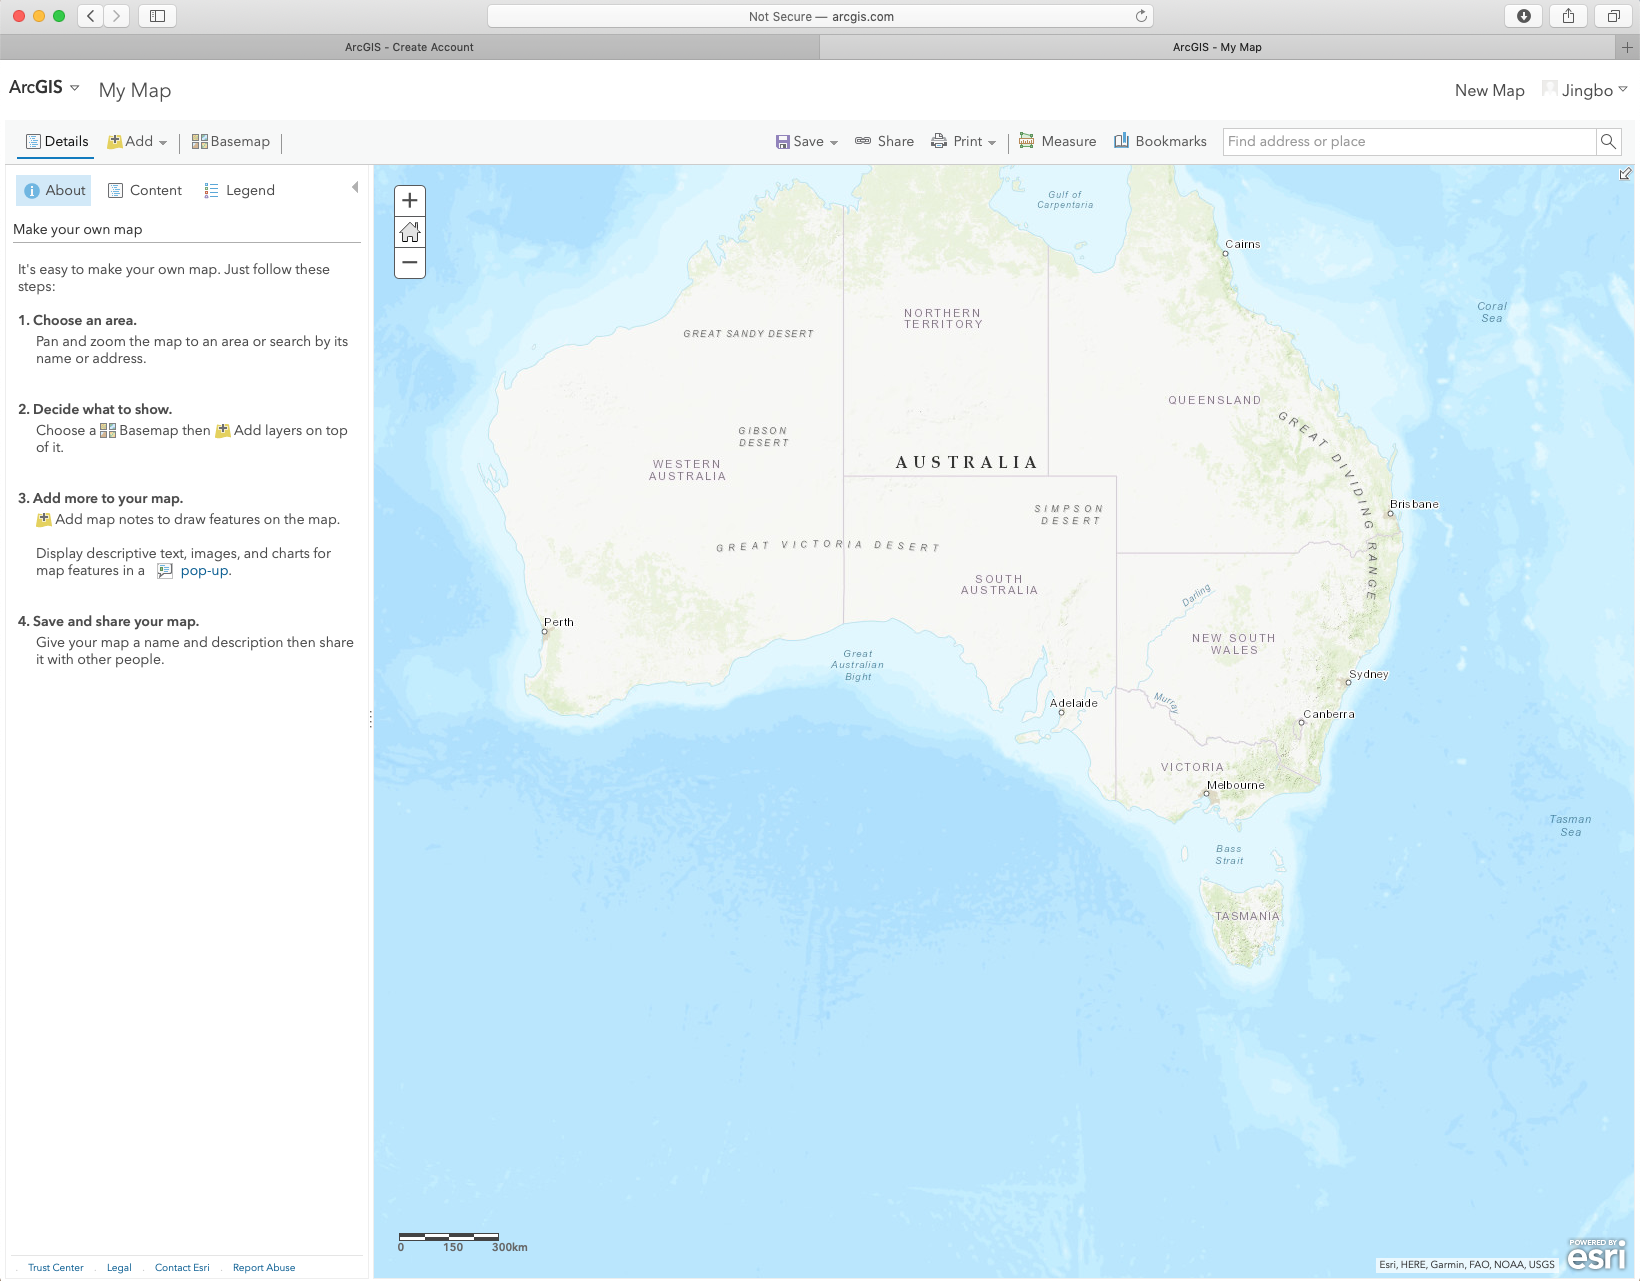 Not Secure — arcgis.com
ArcGIS - Create Account
ArcGIS - My Map
ArcGIS My Map
New Map Jingbo
Details Add Basemap
Save Share Print Measure Bookmarks Find address or place
About Content Legend
Make your own map
It's easy to make your own map. Just follow these
steps:
1. Choose an area.
Pan and zoom the map to an area or search by its
name or address.
2. Decide what to show.
Choose a Basemap then Add layers on top
of it.
3. Add more to your map.
Add map notes to draw features on the map.
Display descriptive text, images, and charts for
map features in a pop-up.
4. Save and share your map.
Give your map a name and description then share
it with other people.
Trust Center Legal Contact Esri Report Abuse
Gulf of
Carpentaria
Cairns
Coral
Sea
NORTHERN
TERRITORY
GREAT SANDY DESERT
QUEENSLAND
GREAT DIVIDING RANGE
GIBSON
DESERT
WESTERN
AUSTRALIA
AUSTRALIA
SIMPSON
DESERT
Brisbane
GREAT VICTORIA DESERT
SOUTH
AUSTRALIA
Darling
Perth
NEW SOUTH
WALES
Great
Australian
Bight
Sydney
Murray
Adelaide
Canberra
VICTORIA
Melbourne
Tasman
Sea
Bass
Strait
TASMANIA
0 150 300km
Esri, HERE, Garmin, FAO, NOAA, USGS
POWERED BY
esri